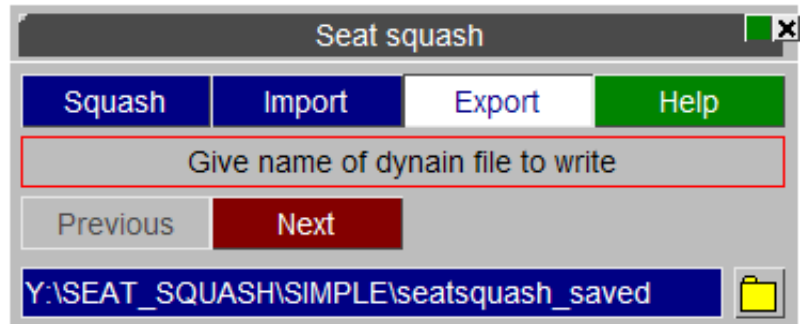 Seat squash
Squash Import Export Help
Give name of dynain file to write
Previous Next
Y:\SEAT_SQUASH\SIMPLE\seatsquash_saved